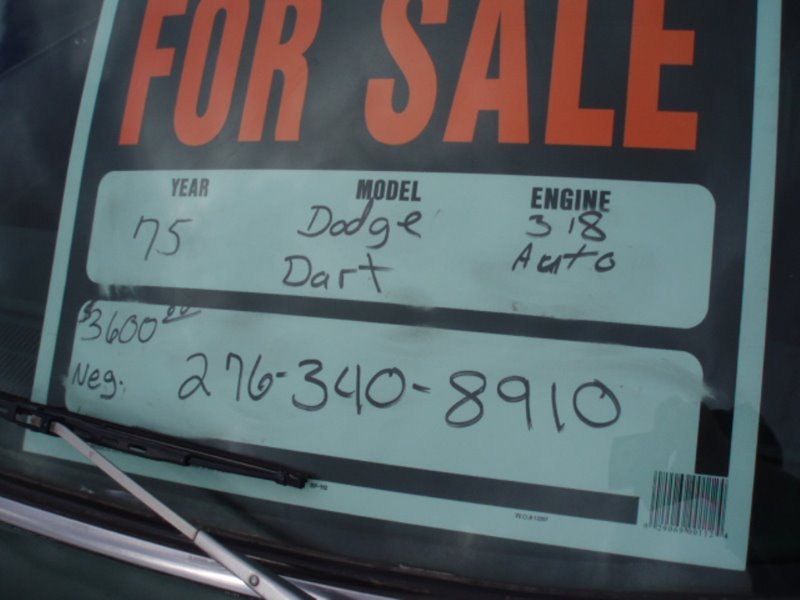 FOR SALE
YEAR MODEL ENGINE
75 Dodge 318
Dart Auto
$3600.00
Neg. 276-340-8910